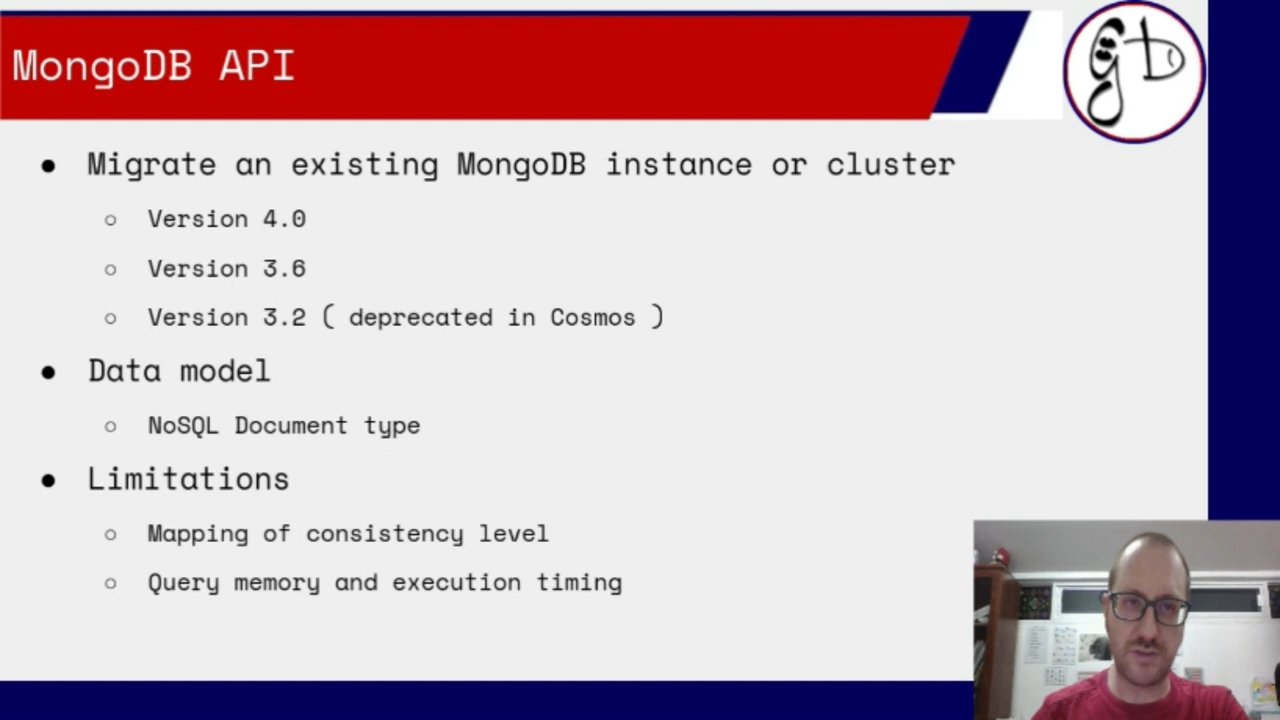 MongoDB API
● Migrate an existing MongoDB instance or cluster
○ Version 4.0
○ Version 3.6
○ Version 3.2 ( deprecated in Cosmos )
● Data model
○ NoSQL Document type
● Limitations
○ Mapping of consistency level
○ Query memory and execution timing